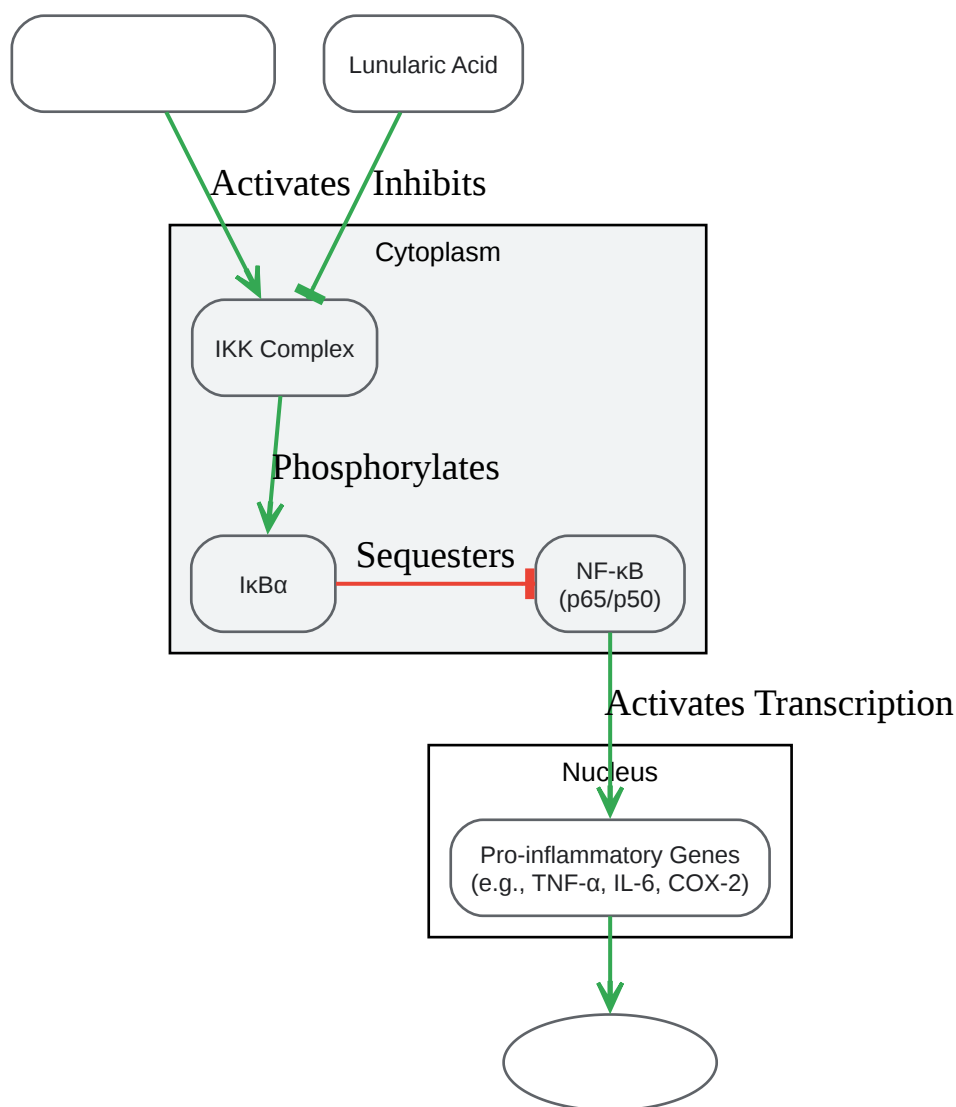 Lunularic Acid
Activates
Inhibits
Cytoplasm
IKK Complex
Phosphorylates
Sequesters
IκBα
NF-κB
(p65/p50)
Activates Transcription
Nucleus
Pro-inflammatory Genes
(e.g., TNF-α, IL-6, COX-2)